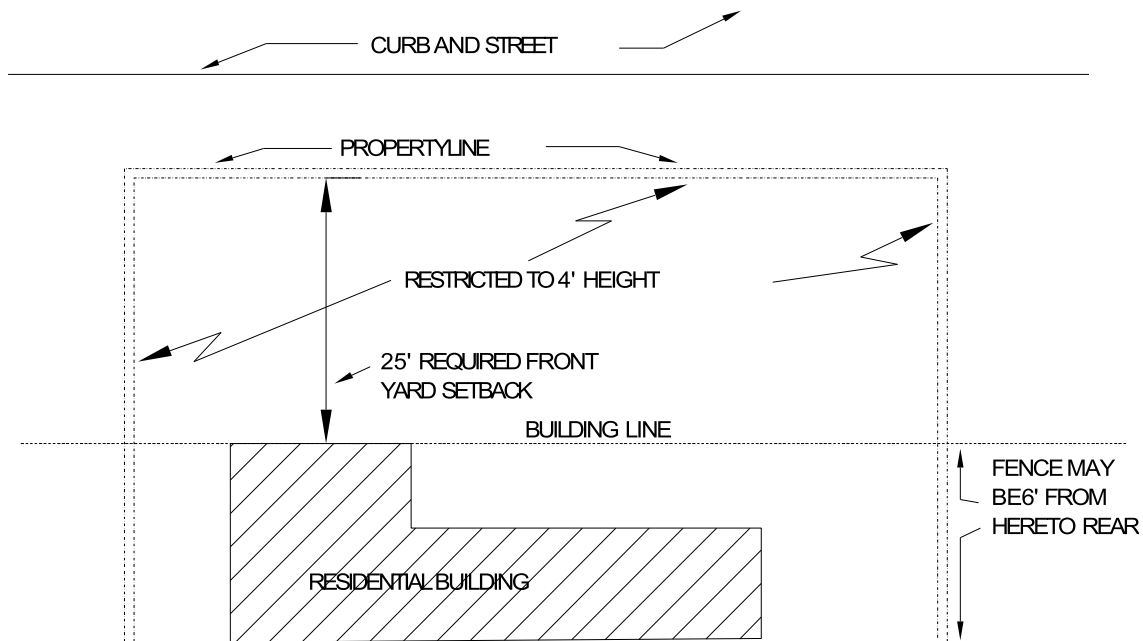 CURB AND STREET
PROPERTYLINE
RESTRICTED TO 4' HEIGHT
25' REQUIRED FRONT
YARD SETBACK
BUILDING LINE
FENCE MAY
BE6' FROM
HERETO REAR
RESIDENTIAL BUILDING